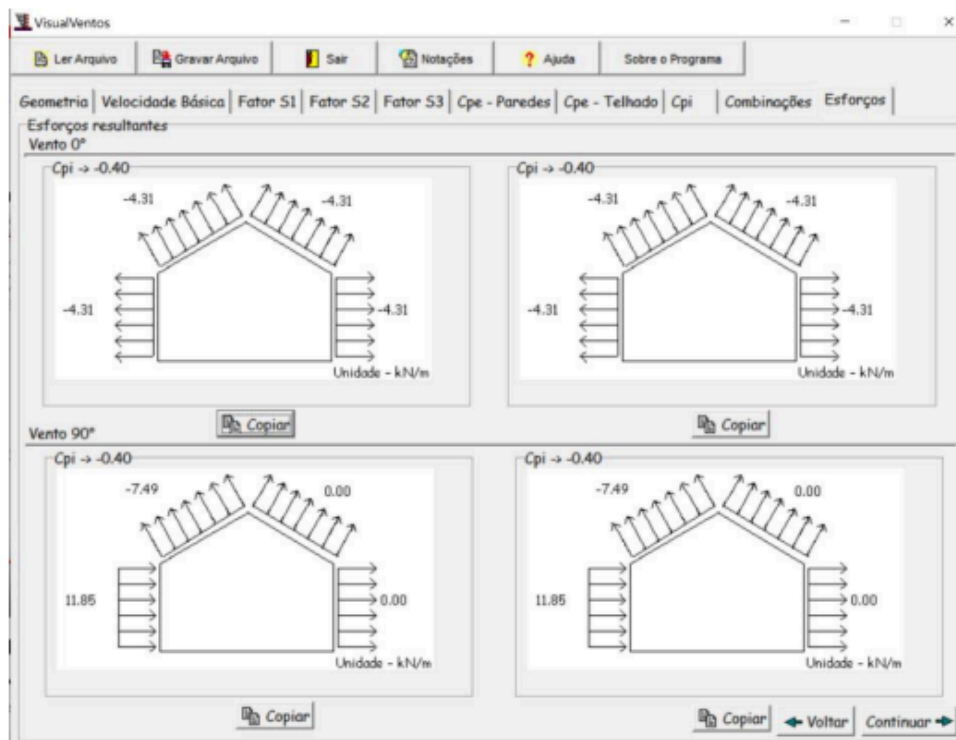 VisualVentos
Ler Arquivo Gravar Arquivo Sair Notações Ajuda Sobre o Programa
Geometria Velocidade Básica Fator S1 Fator S2 Fator S3 Cpe - Paredes Cpe - Telhado Cpi Combinações Esforços
Esforços resultantes
Vento 0°
Cpi → -0.40
-4.31 -4.31
-4.31 -4.31
Unidade - kN/m
Copiar
Cpi → -0.40
-4.31 -4.31
-4.31 -4.31
Unidade - kN/m
Copiar
Vento 90°
Cpi → -0.40
-7.49 0.00
11.85 0.00
Unidade - kN/m
Copiar
Cpi → -0.40
-7.49 0.00
11.85 0.00
Unidade - kN/m
Copiar Voltar Continuar